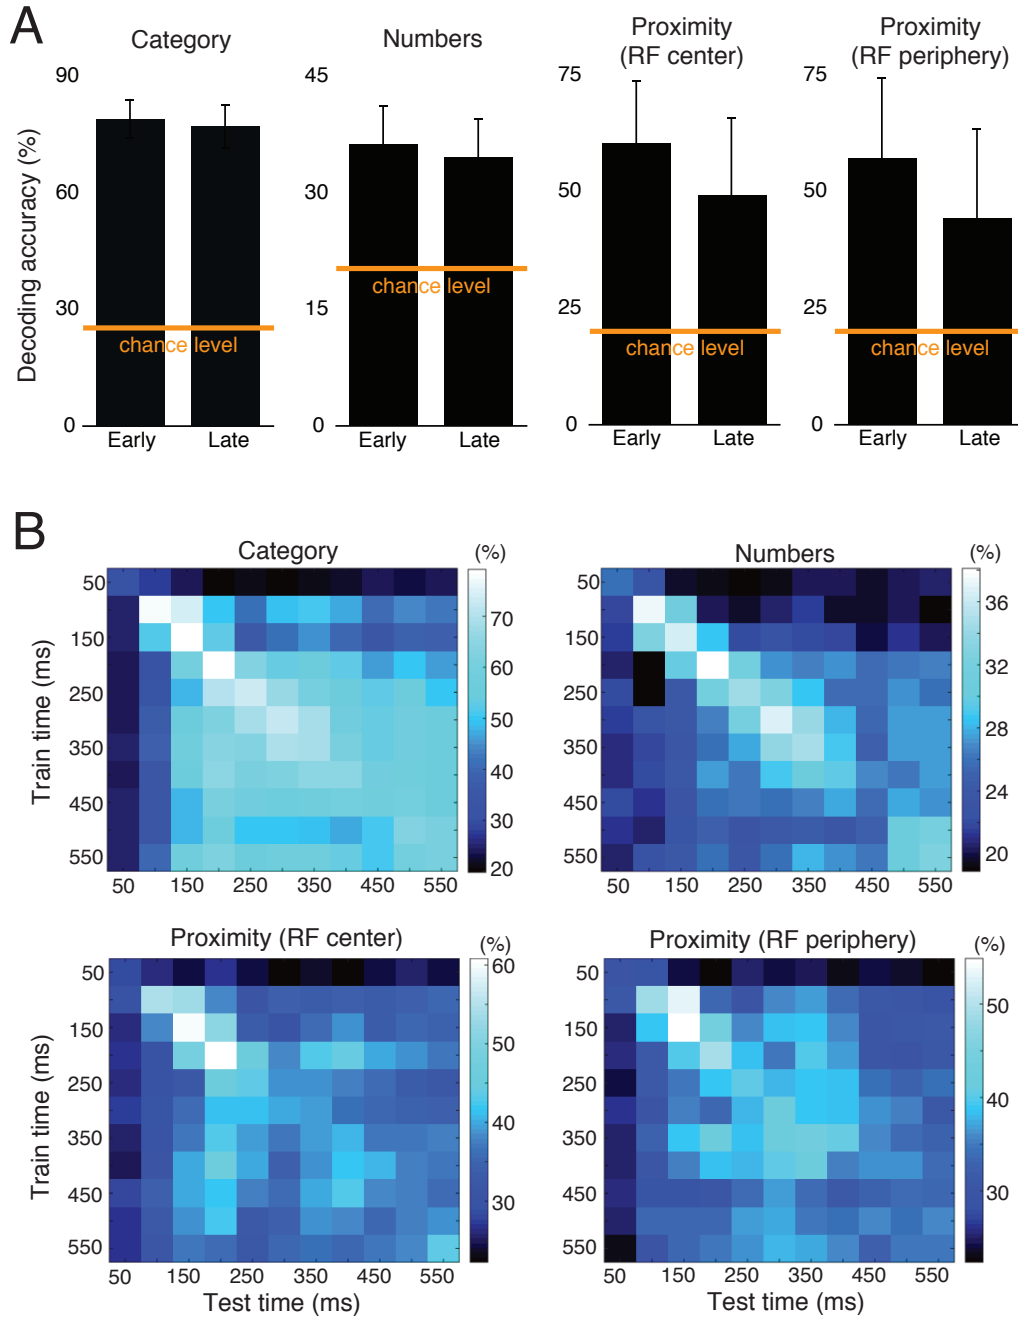 A
Category
Numbers
Proximity
(RF center)
Proximity
(RF periphery)
Decoding accuracy (%)
90
60
30
0
chance level
Early
Late
45
30
15
0
chance level
Early
Late
75
50
25
0
chance level
Early
Late
75
50
25
0
chance level
Early
Late
B
Category
(%)
Train time (ms)
50
150
250
350
450
550
50 150 250 350 450 550
70
60
50
40
30
20
Numbers
(%)
50
150
250
350
450
550
50 150 250 350 450 550
36
32
28
24
20
Proximity (RF center)
(%)
Train time (ms)
50
150
250
350
450
550
50 150 250 350 450 550
Test time (ms)
60
50
40
30
Proximity (RF periphery)
(%)
50
150
250
350
450
550
50 150 250 350 450 550
Test time (ms)
50
40
30